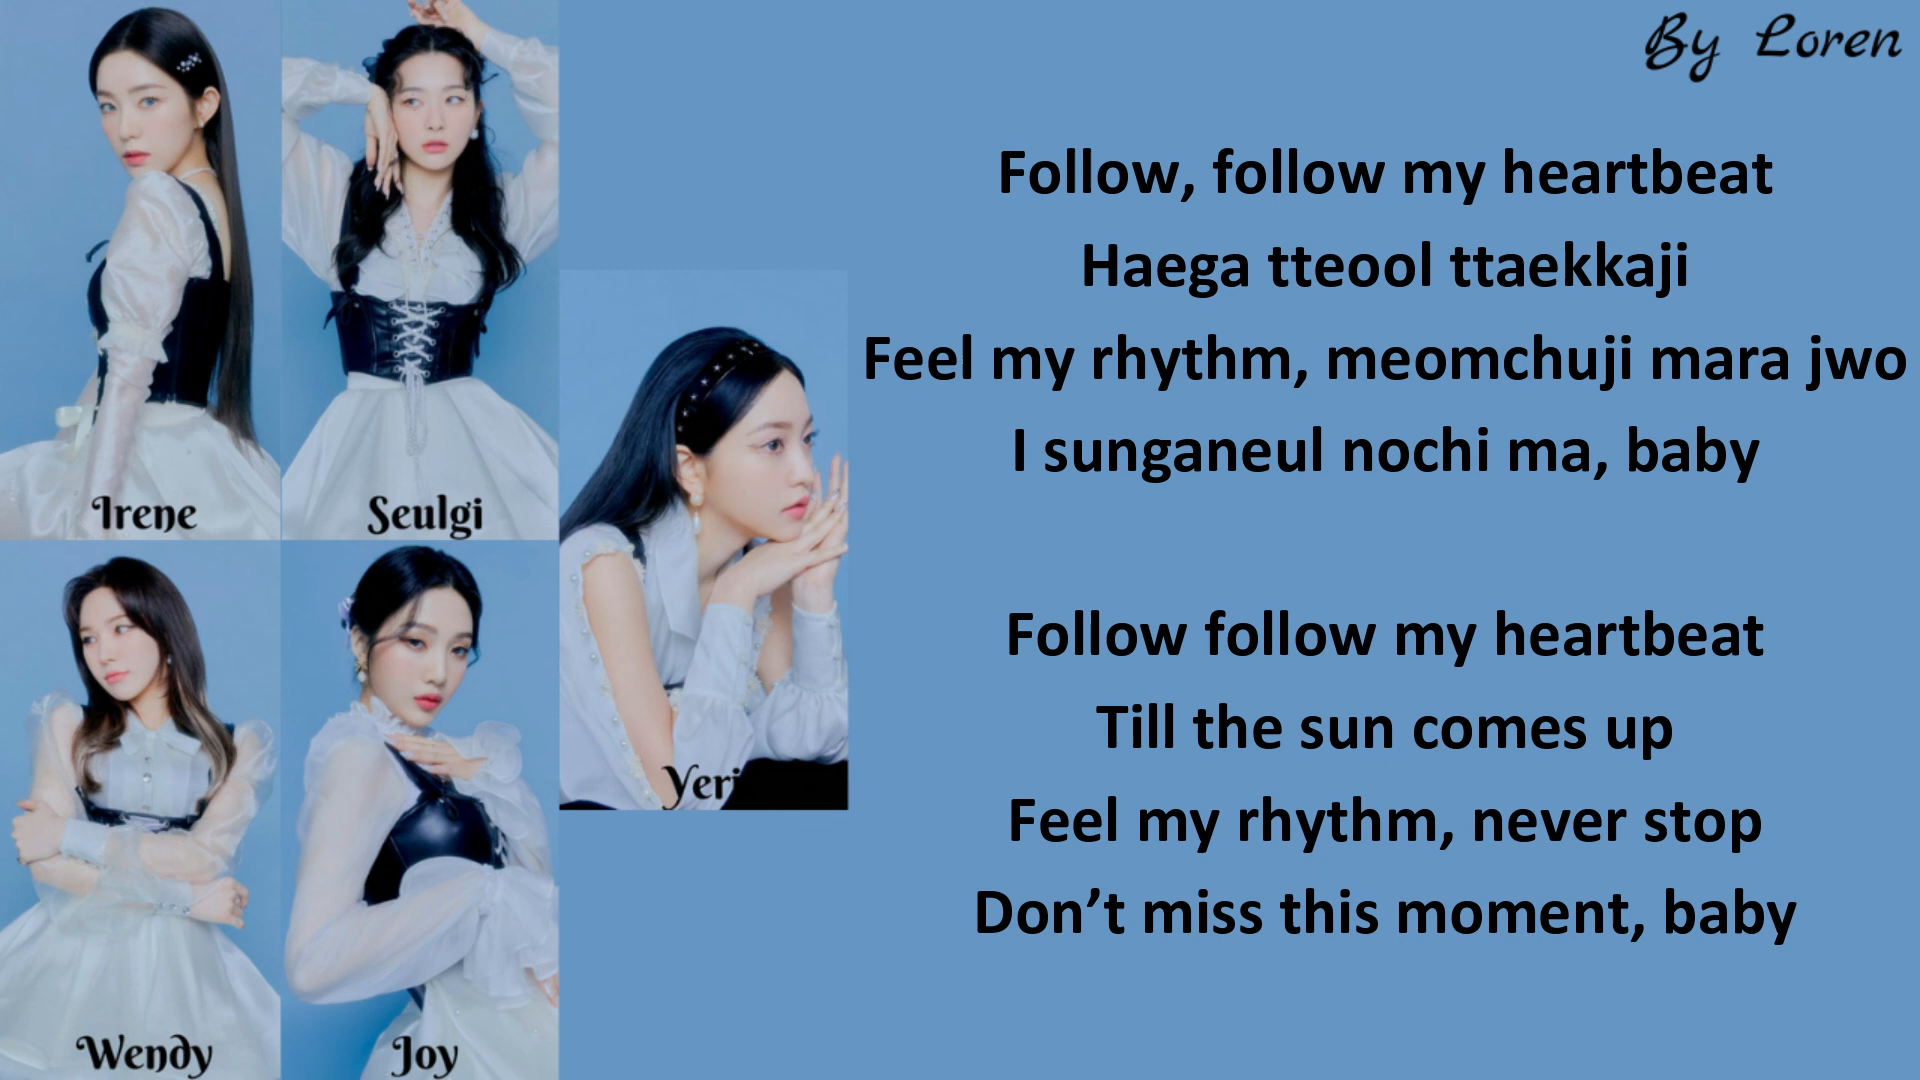 By Loren
Irene
Seulgi
Yeri
Wendy
Joy
Follow, follow my heartbeat
Haega tteool ttaekkaji
Feel my rhythm, meomchuji mara jwo
I sunganeul nochi ma, baby
Follow follow my heartbeat
Till the sun comes up
Feel my rhythm, never stop
Don’t miss this moment, baby